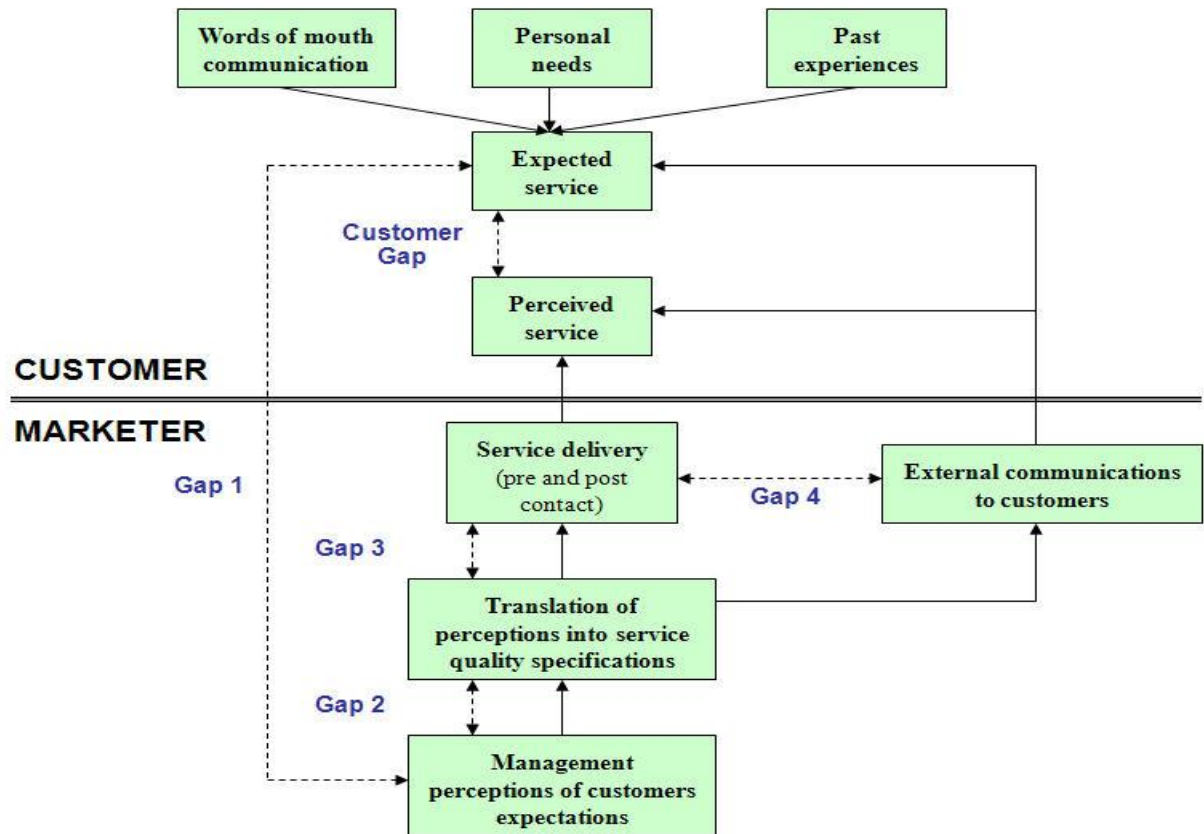 Words of mouth
communication
Personal
needs
Past
experiences
Expected
service
Customer
Gap
Perceived
service
CUSTOMER
MARKETER
Gap 1
Service delivery
(pre and post
contact)
Gap 4
External communications
to customers
Gap 3
Translation of
perceptions into service
quality specifications
Gap 2
Management
perceptions of customers
expectations